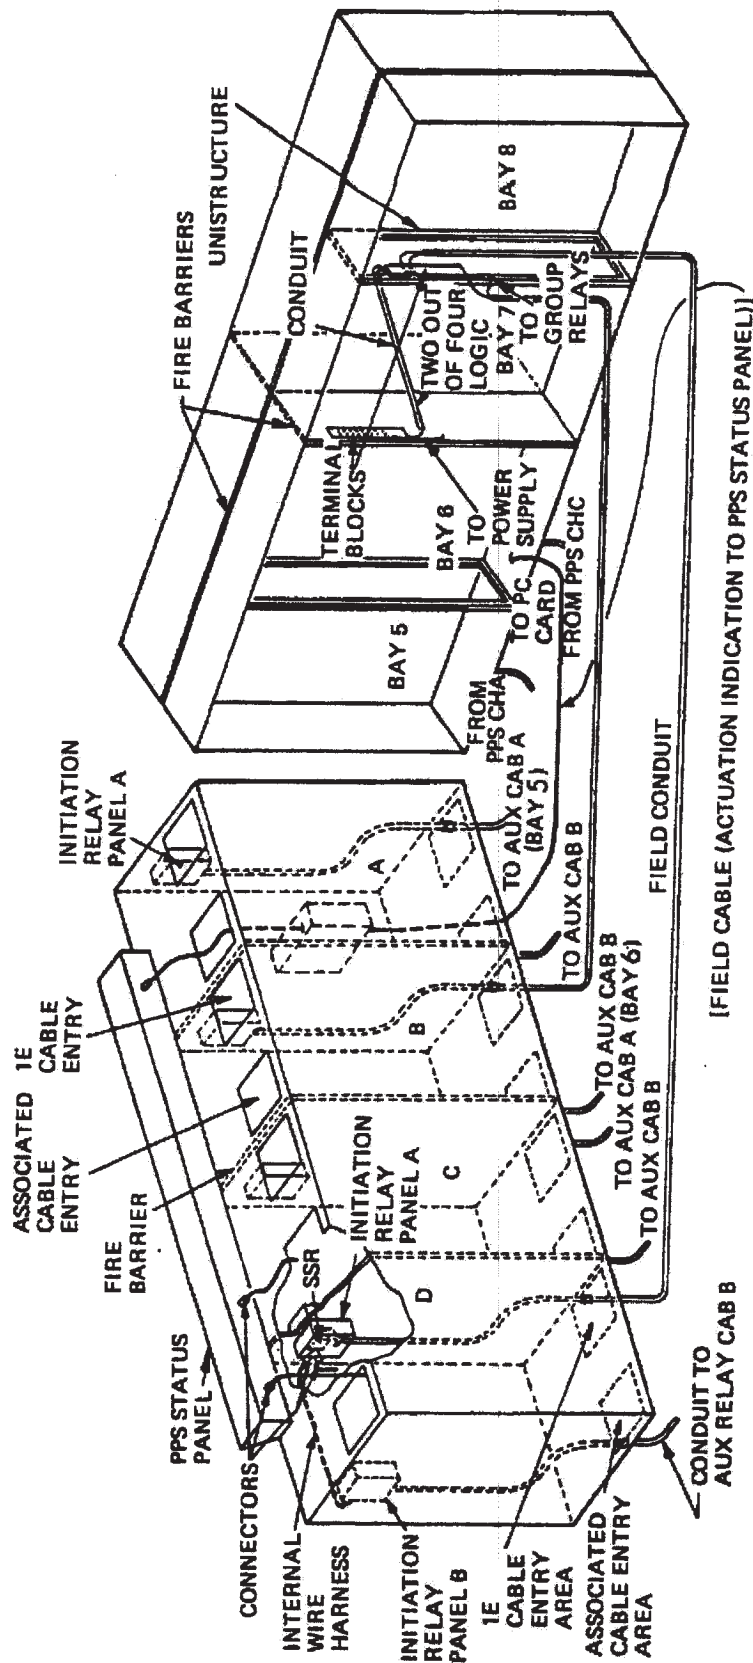 ASSOCIATED
CABLE
ENTRY
1E
CABLE
ENTRY
INITIATION
RELAY
PANEL A
FIRE
BARRIER
PPS STATUS
PANEL
CONNECTORS
INTERNAL
WIRE
HARNESS
INITIATION
RELAY
PANEL B
1E
CABLE
ENTRY
AREA
ASSOCIATED
CABLE ENTRY
AREA
SSR
INITIATION
RELAY
PANEL A
D
C
B
A
CONDUIT TO
AUX RELAY CAB B
TO AUX CAB B
TO AUX CAB A (BAY 6)
TO AUX CAB B
TO AUX CAB B
TO AUX CAB A
(BAY 5)
FROM
PPS CHA
FIELD CONDUIT
[FIELD CABLE (ACTUATION INDICATION TO PPS STATUS PANEL)]
FIRE BARRIERS
UNISTRUCTURE
CONDUIT
TERMINAL
BLOCKS
TWO OUT
OF FOUR
LOGIC
BAY 5
BAY 6
BAY 7
BAY 8
TO
POWER
SUPPLY
TO 4
GROUP
RELAYS
TO PC
CARD
FROM PPS CHC